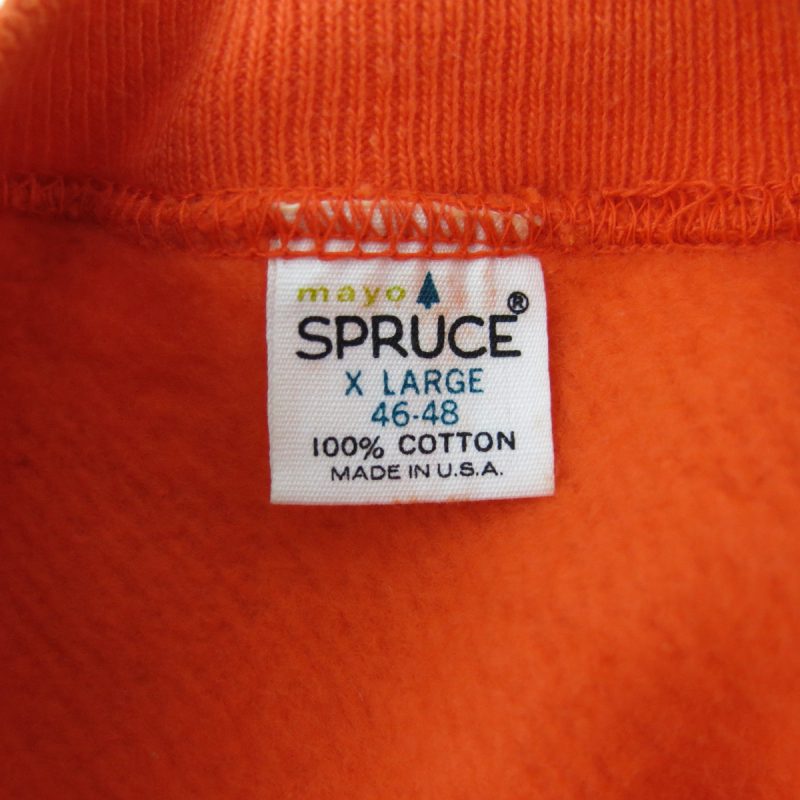 mayo
SPRUCE®
X LARGE
46-48
100% COTTON
MADE IN U.S.A.